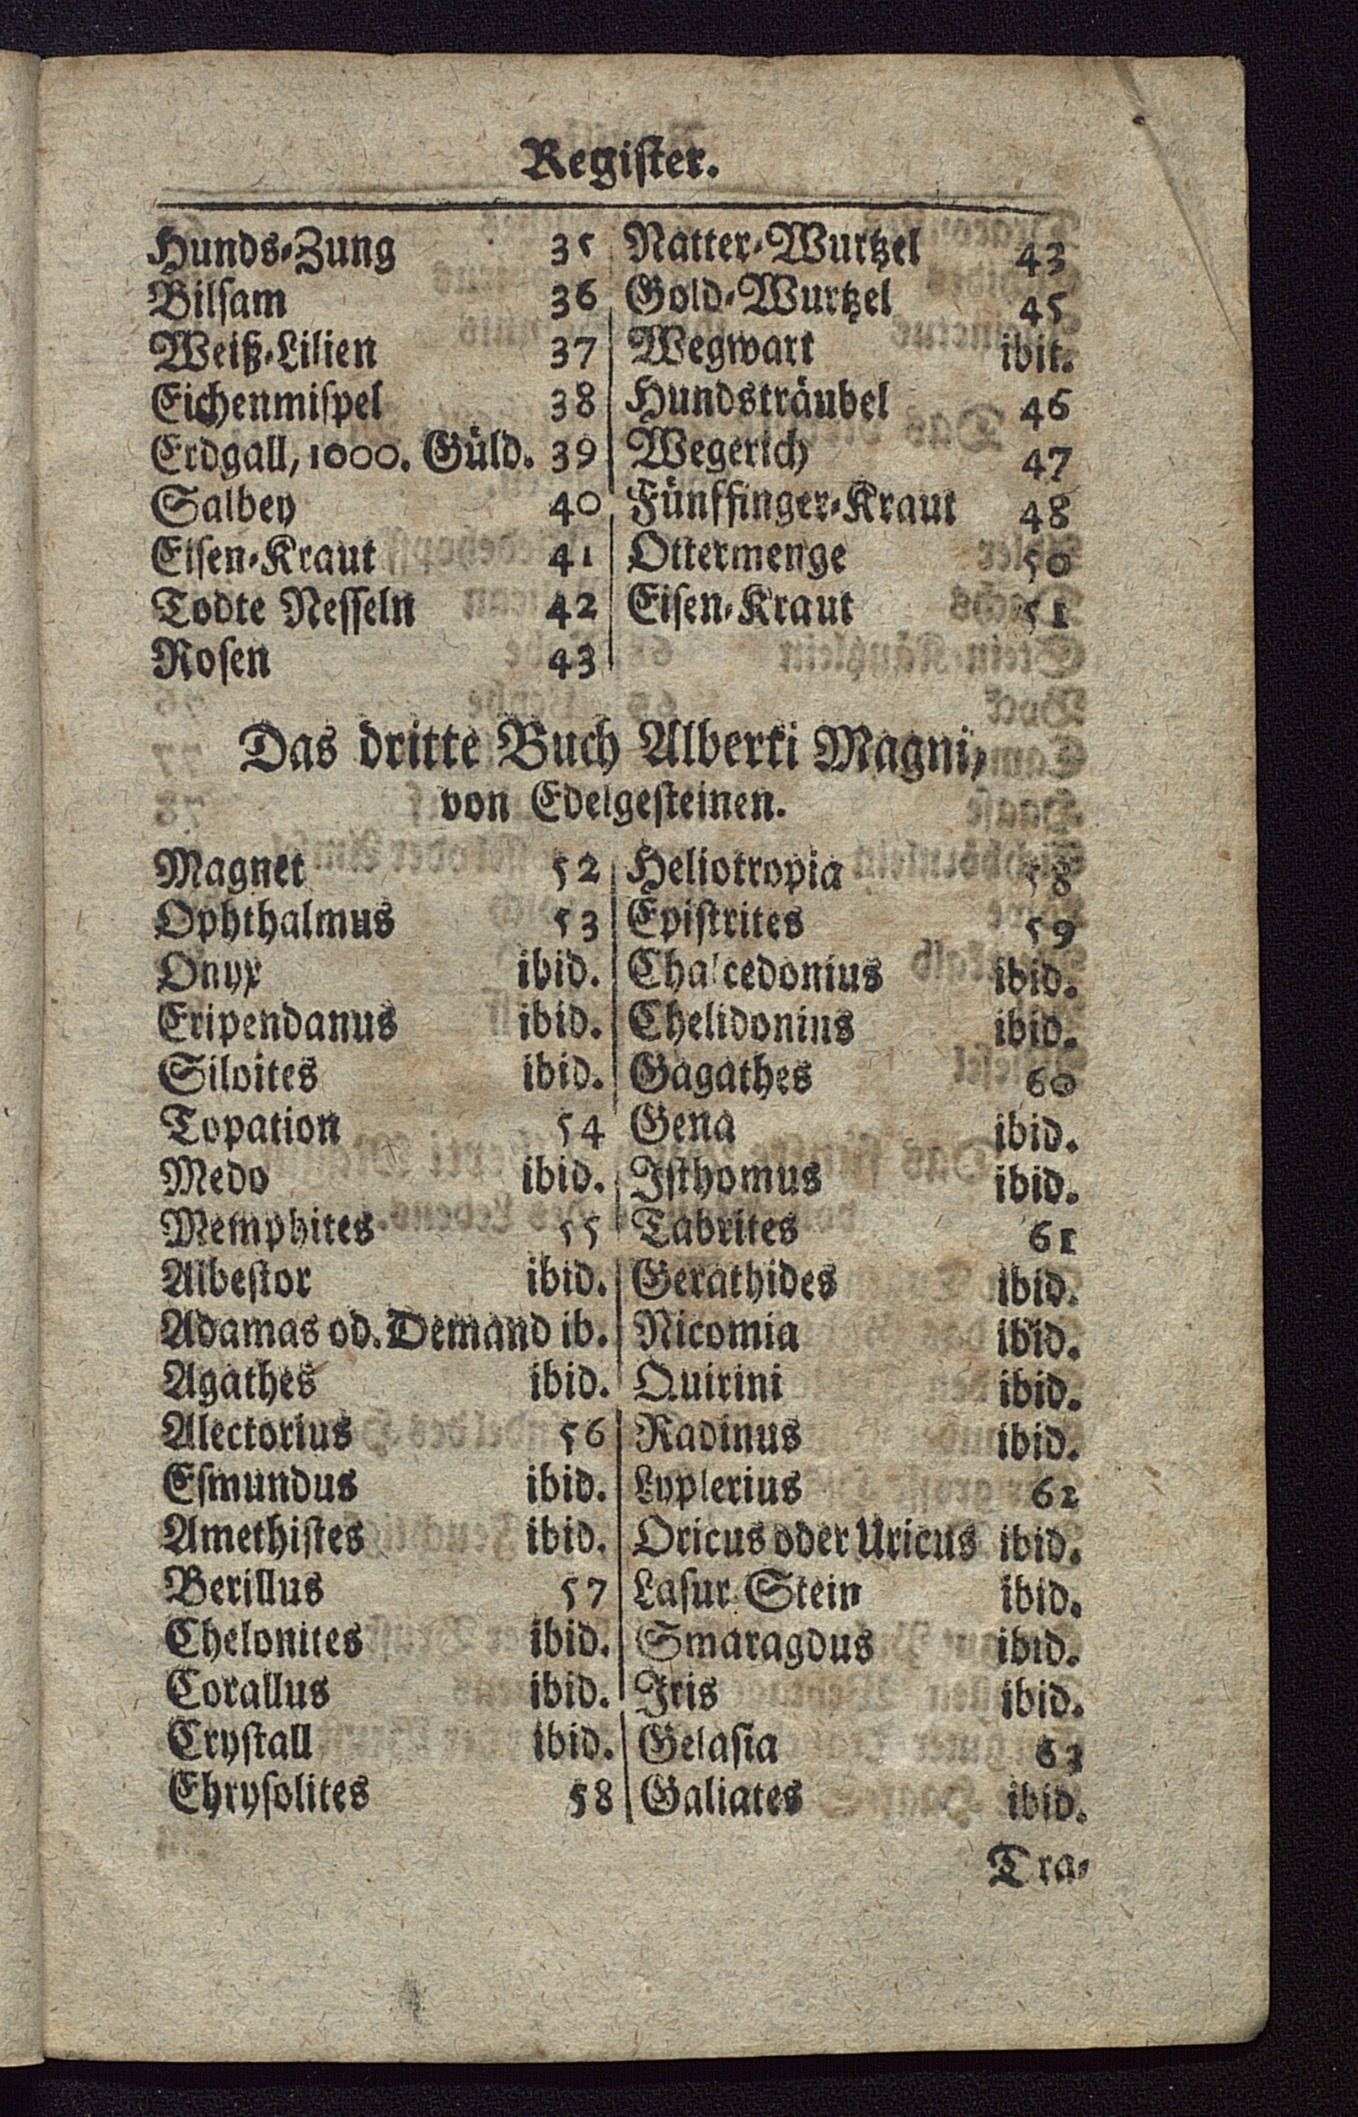 Register.
Hunds-Zung 35
Bilsam 36
Weiß-Lilien 37
Eichenmispel 38
Erdgall, 1000. Güld. 39
Salbey 40
Eisen-Kraut 41
Todte Nesseln 42
Rosen 43
Natter-Wurtzel 43
Gold-Wurtzel 45
Wegwart ibit.
Hundsträubel 46
Wegerich 47
Fünffinger-Kraut 48
Ottermenge 50
Eisen-Kraut 51
Das dritte Buch Alberti Magni,
von Edelgesteinen.
Magnet 52
Ophthalmus 53
Onyx ibid.
Eripendanus ibid.
Siloites ibid.
Topation 54
Medo ibid.
Memphites 55
Albestor ibid.
Adamas od. Demand ib.
Agathes ibid.
Alectorius 56
Esmundus ibid.
Amethistes ibid.
Berillus 57
Chelonites ibid.
Corallus ibid.
Crystall ibid.
Chrysolites 58
Heliotropia 58
Epistrites 59
Chalcedonius ibid.
Chelidonius ibid.
Gagathes 60
Gena ibid.
Isthomus ibid.
Tabrites 61
Gerathides ibid.
Nicomia ibid.
Quirini ibid.
Radinus ibid.
Lyplerius 62
Oricus oder Uricus ibid.
Lasur Stein ibid.
Smaragdus ibid.
Iris ibid.
Gelasia 63
Galiates ibid.
Tra-